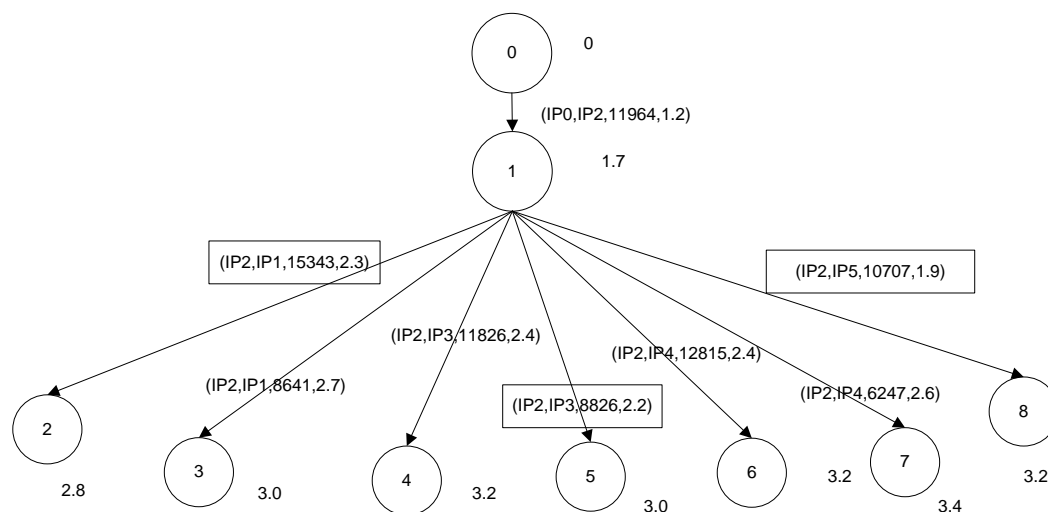 0
0
(IP0,IP2,11964,1.2)
1
1.7
(IP2,IP1,15343,2.3)
(IP2,IP5,10707,1.9)
(IP2,IP3,11826,2.4)
(IP2,IP4,12815,2.4)
(IP2,IP1,8641,2.7)
(IP2,IP3,8826,2.2)
(IP2,IP4,6247,2.6)
2
3
4
5
6
7
8
2.8
3.0
3.2
3.0
3.2
3.4
3.2